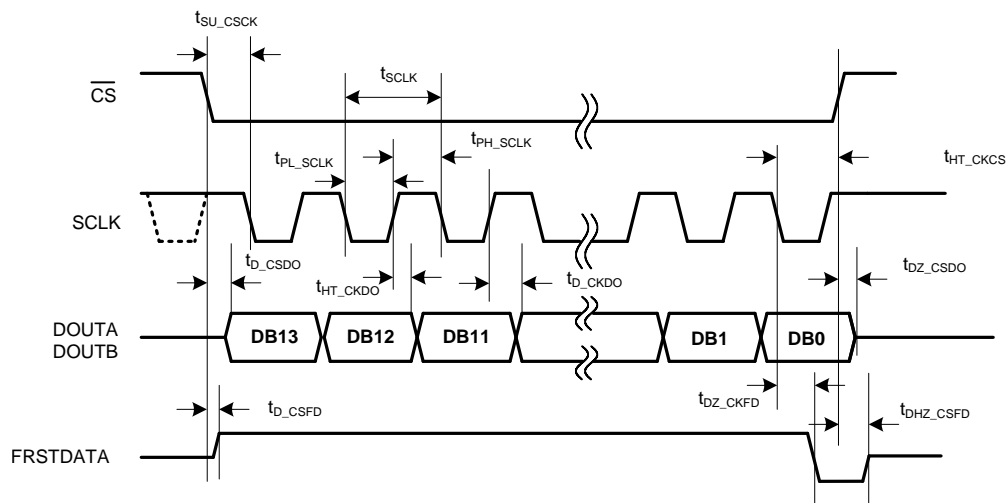 tSU_CSCK
tSCLK
CS
tPH_SCLK
tPL_SCLK
tHT_CKCS
SCLK
tD_CSDO
tHT_CKDO
tD_CKDO
tDZ_CSDO
DOUTA
DOUTB
DB13 DB12 DB11 DB1 DB0
tD_CSFD
tDZ_CKFD
tDHZ_CSFD
FRSTDATA